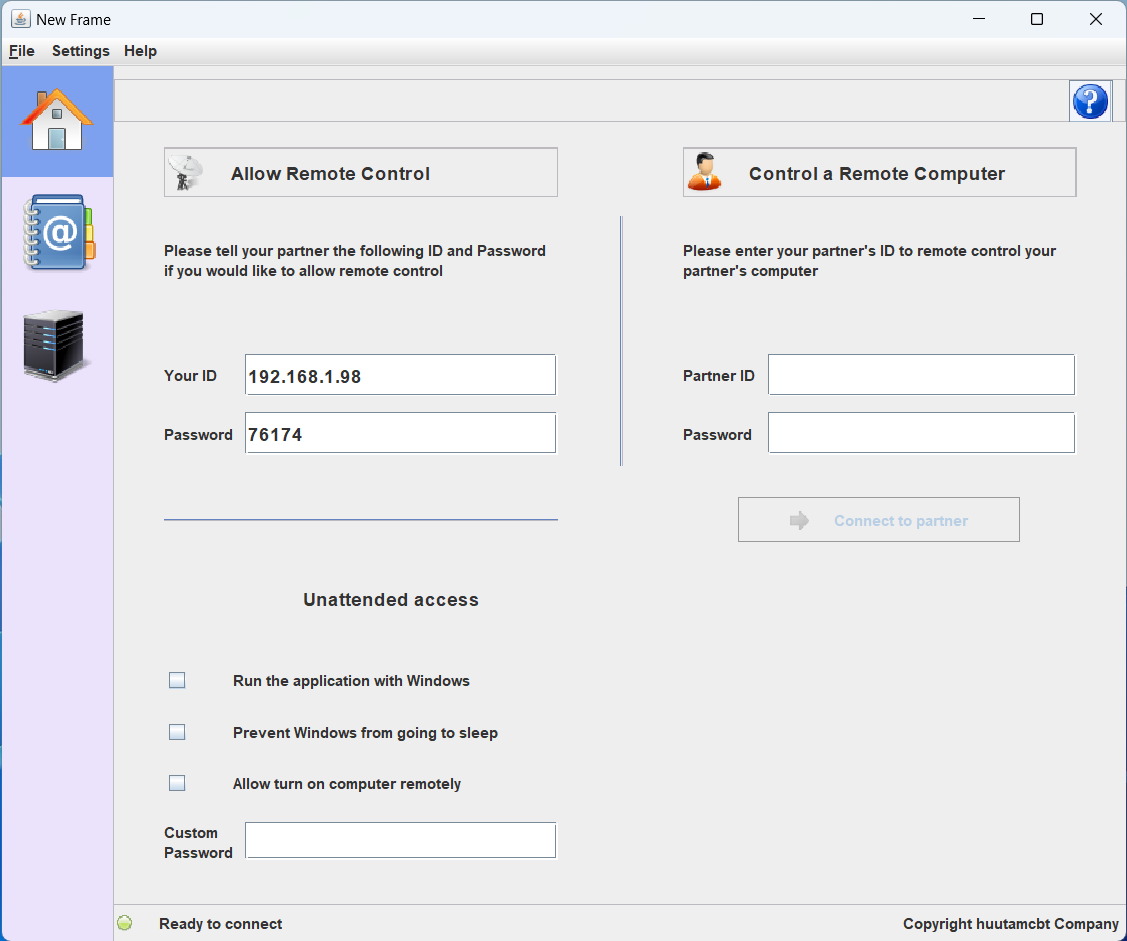 New Frame
File Settings Help
Allow Remote Control
Control a Remote Computer
Please tell your partner the following ID and Password
if you would like to allow remote control
Please enter your partner's ID to remote control your
partner's computer
Your ID 192.168.1.98
Password 76174
Partner ID
Password
Connect to partner
Unattended access
Run the application with Windows
Prevent Windows from going to sleep
Allow turn on computer remotely
Custom
Password
Ready to connect
Copyright huutamcbt Company